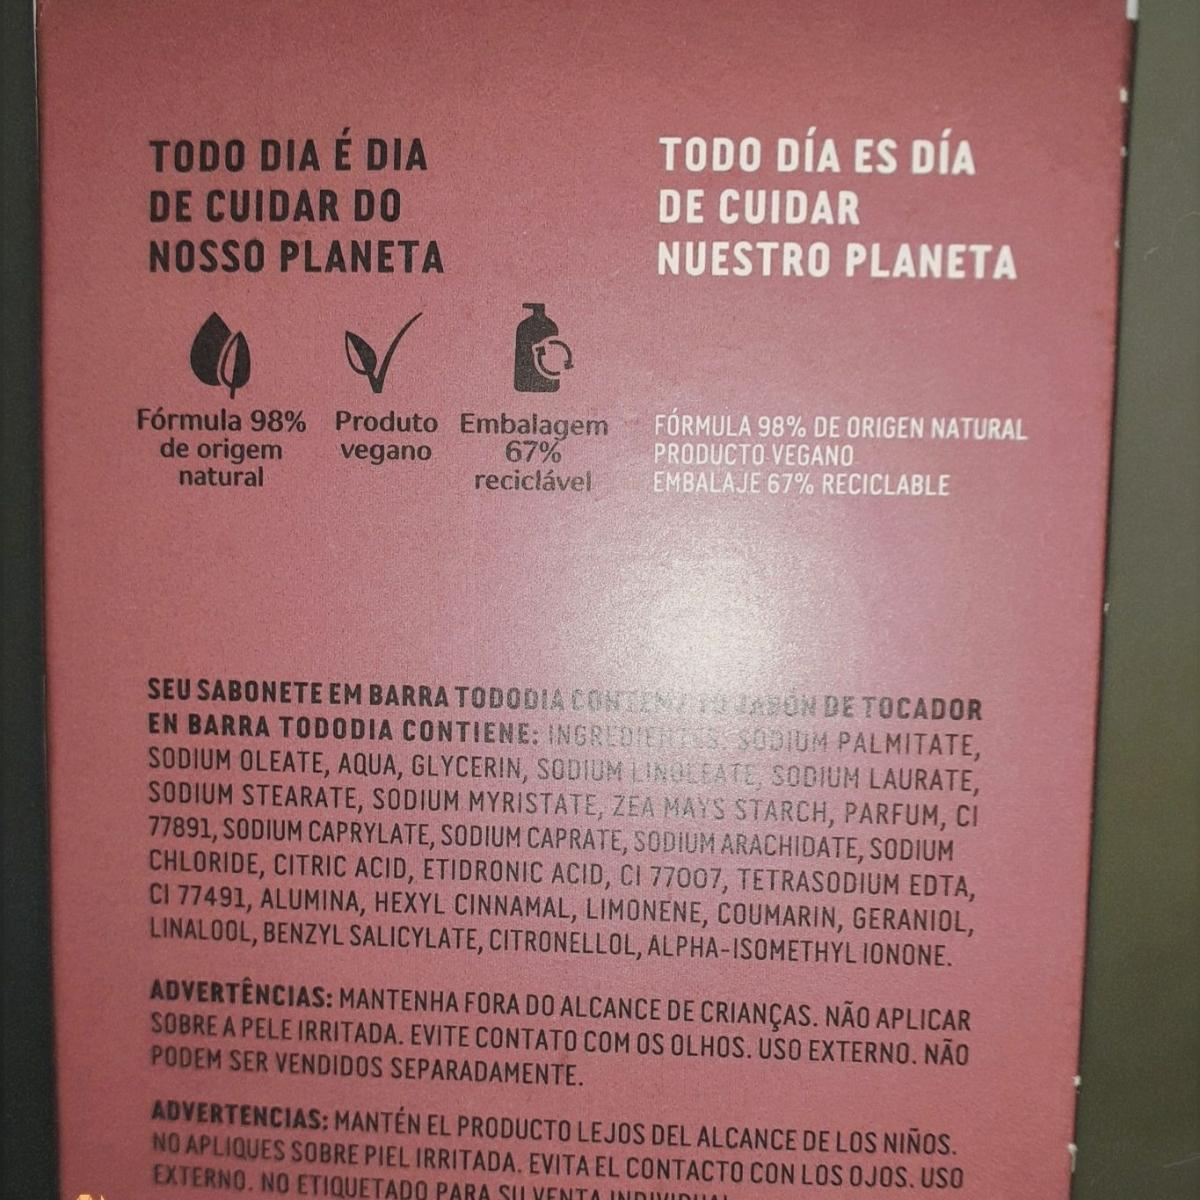 TODO DIA É DIA
DE CUIDAR DO
NOSSO PLANETA
TODO DÍA ES DÍA
DE CUIDAR
NUESTRO PLANETA
Fórmula 98%
de origem
natural
Produto
vegano
Embalagem
67%
reciclável
FÓRMULA 98% DE ORIGEN NATURAL
PRODUCTO VEGANO
EMBALAJE 67% RECICLABLE
SEU SABONETE EM BARRA TODODIA CONTÉM / TU JABÓN DE TOCADOR
EN BARRA TODODIA CONTIENE: INGREDIENTES: SODIUM PALMITATE,
SODIUM OLEATE, AQUA, GLYCERIN, SODIUM LINOLEATE, SODIUM LAURATE,
SODIUM STEARATE, SODIUM MYRISTATE, ZEA MAYS STARCH, PARFUM, CI
77891, SODIUM CAPRYLATE, SODIUM CAPRATE, SODIUM ARACHIDATE, SODIUM
CHLORIDE, CITRIC ACID, ETIDRONIC ACID, CI 77007, TETRASODIUM EDTA,
CI 77491, ALUMINA, HEXYL CINNAMAL, LIMONENE, COUMARIN, GERANIOL,
LINALOOL, BENZYL SALICYLATE, CITRONELLOL, ALPHA-ISOMETHYL IONONE.
ADVERTÊNCIAS: MANTENHA FORA DO ALCANCE DE CRIANÇAS. NÃO APLICAR
SOBRE A PELE IRRITADA. EVITE CONTATO COM OS OLHOS. USO EXTERNO. NÃO
PODEM SER VENDIDOS SEPARADAMENTE.
ADVERTENCIAS: MANTÉN EL PRODUCTO LEJOS DEL ALCANCE DE LOS NIÑOS.
NO APLIQUES SOBRE PIEL IRRITADA. EVITA EL CONTACTO CON LOS OJOS. USO
EXTERNO. NO ETIQUETADO PARA SU VENTA INDIVIDUAL